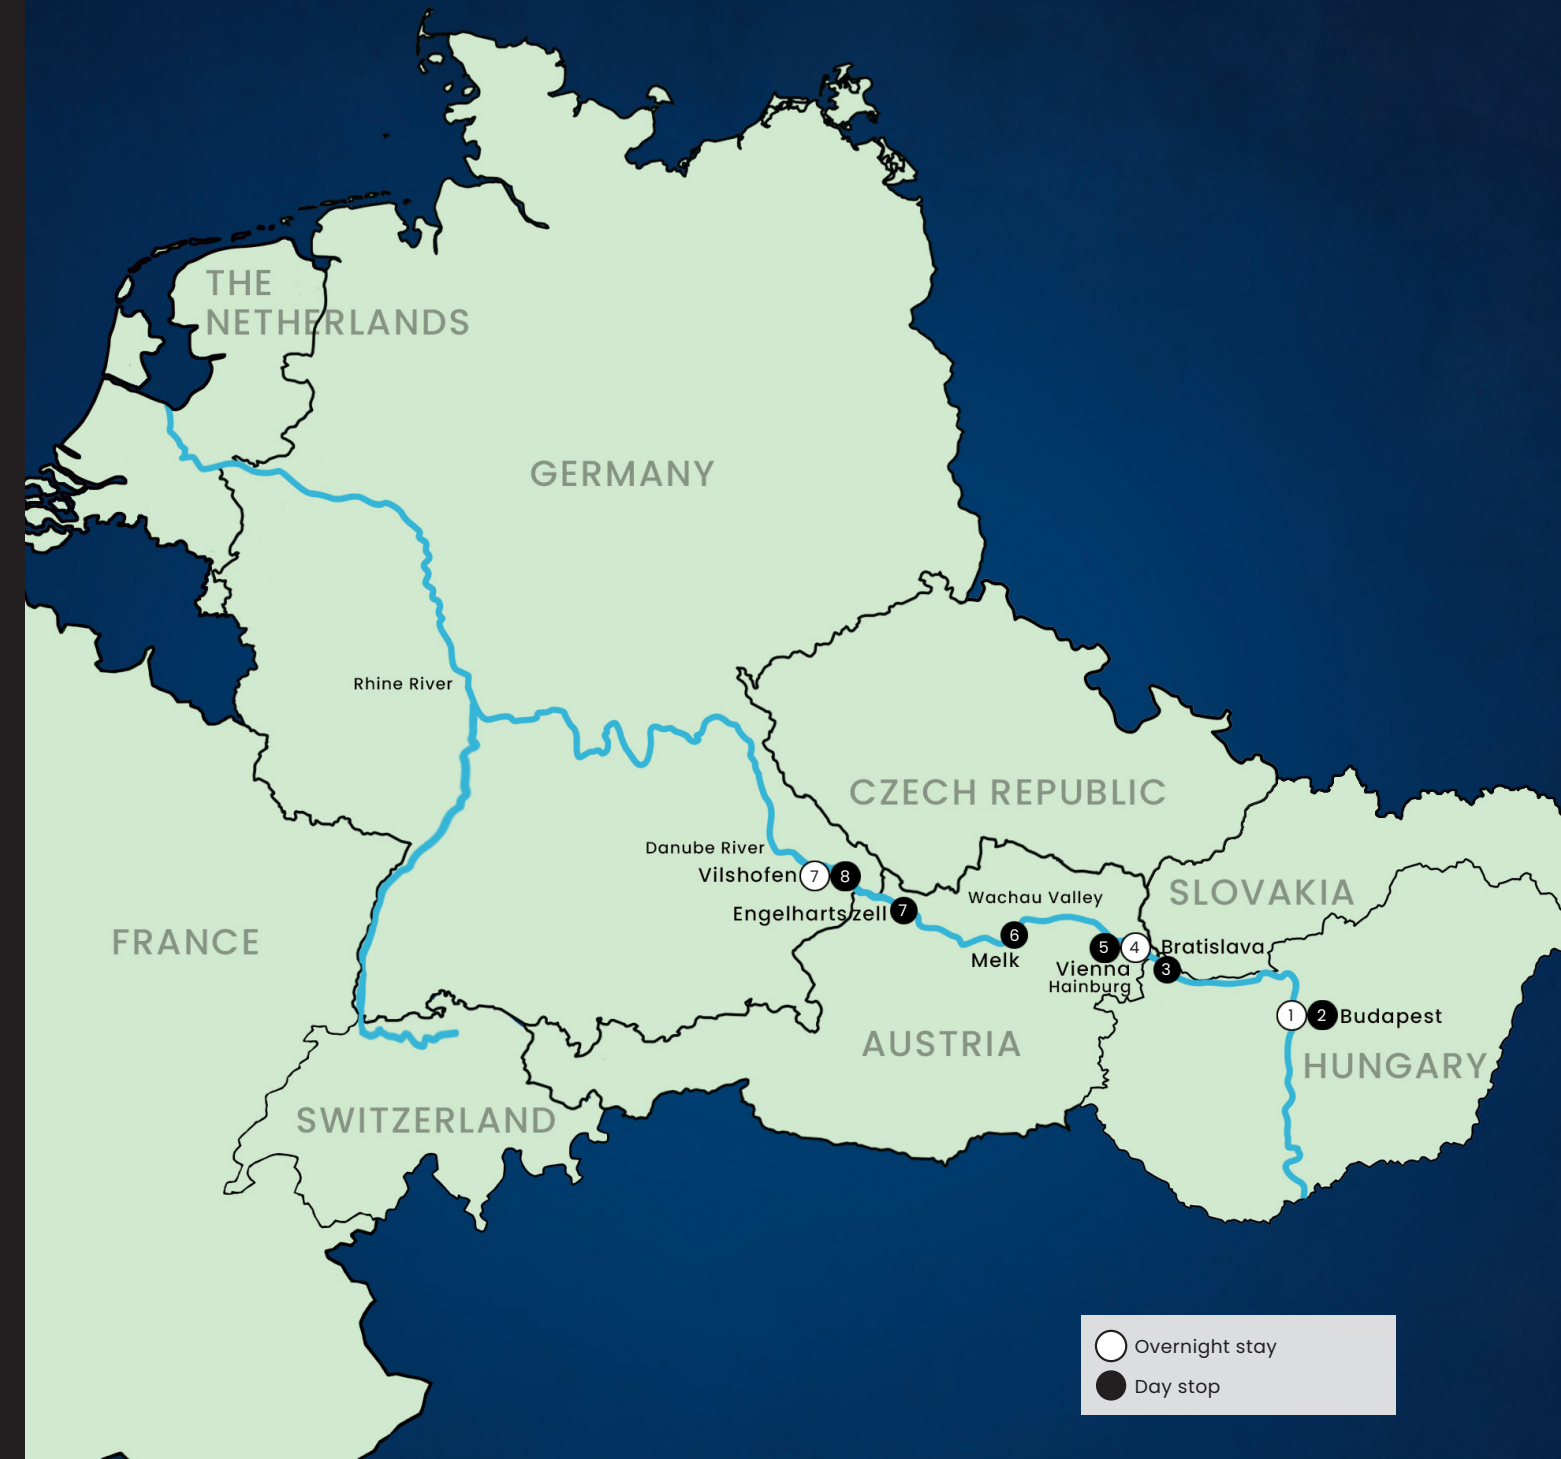 THE
NETHERLANDS
GERMANY
Rhine River
CZECH REPUBLIC
Danube River
Vilshofen 7 8
Engelhartszell 7
Wachau Valley
SLOVAKIA
FRANCE
6
Melk
5 4 Bratislava
Vienna 3
Hainburg
1 2 Budapest
AUSTRIA
HUNGARY
SWITZERLAND
Overnight stay
Day stop